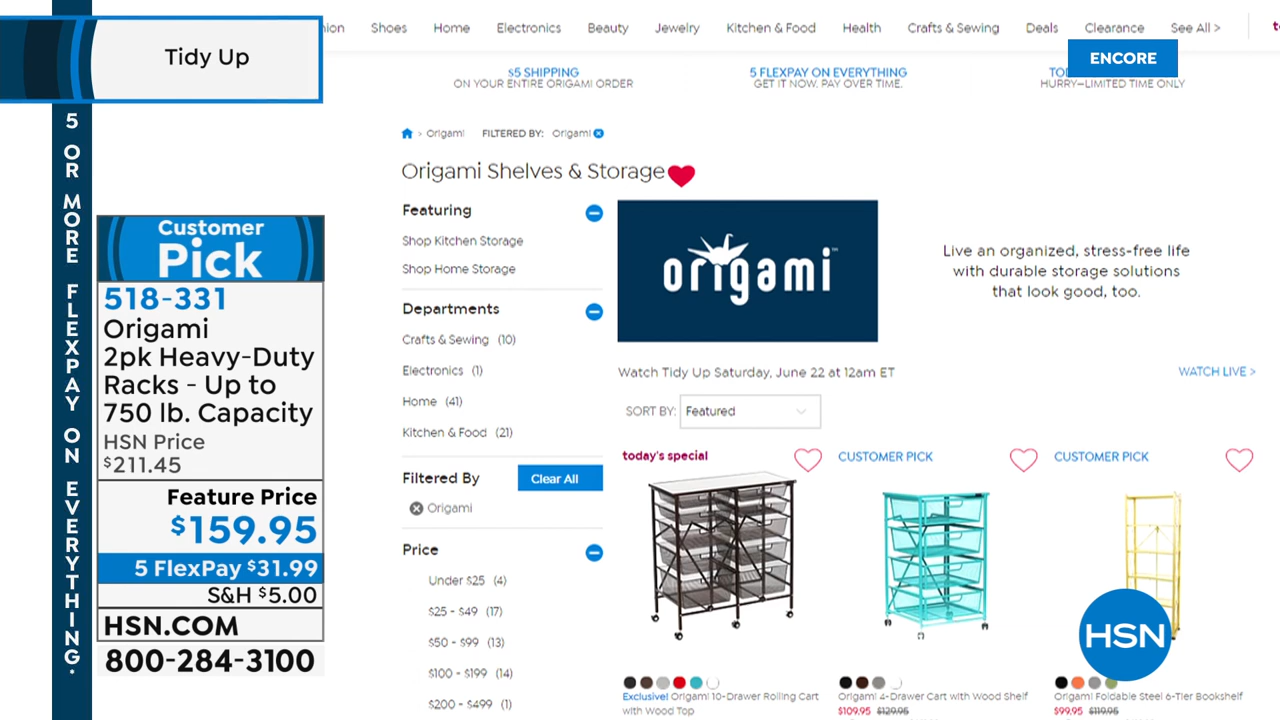 Tidy Up
5 OR MORE FLEXPAY ON EVERYTHING.
Customer
Pick
518-331
Origami
2pk Heavy-Duty
Racks - Up to
750 lb. Capacity
HSN Price
$211.45
Feature Price
$159.95
5 FlexPay $31.99
S&H $5.00
HSN.COM
800-284-3100
Shoes Home Electronics Beauty Jewelry Kitchen & Food Health Crafts & Sewing Deals Clearance See All >
ENCORE
$5 SHIPPING
ON YOUR ENTIRE ORIGAMI ORDER
5 FLEXPAY ON EVERYTHING
GET IT NOW. PAY OVER TIME.
HURRY—LIMITED TIME ONLY
> Origami FILTERED BY: Origami
Origami Shelves & Storage
Featuring
Shop Kitchen Storage
Shop Home Storage
Departments
Crafts & Sewing (10)
Electronics (1)
Home (41)
Kitchen & Food (21)
Filtered By Clear All
Origami
Price
Under $25 (4)
$25 - $49 (17)
$50 - $99 (13)
$100 - $199 (14)
$200 - $499 (1)
origami™
Live an organized, stress-free life
with durable storage solutions
that look good, too.
Watch Tidy Up Saturday, June 22 at 12am ET
WATCH LIVE >
SORT BY: Featured
today's special
Exclusive! Origami 10-Drawer Rolling Cart
with Wood Top
CUSTOMER PICK
Origami 4-Drawer Cart with Wood Shelf
$109.95 $129.95
CUSTOMER PICK
Origami Foldable Steel 6-Tier Bookshelf
$99.95 $119.95
HSN